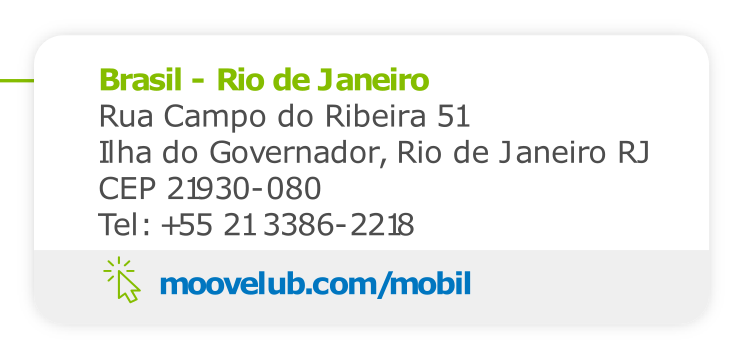 Brasil - Rio de Janeiro
Rua Campo do Ribeira 51
Ilha do Governador, Rio de Janeiro RJ
CEP 21930-080
Tel: +55 21 3386-2218
moovelub.com/mobil